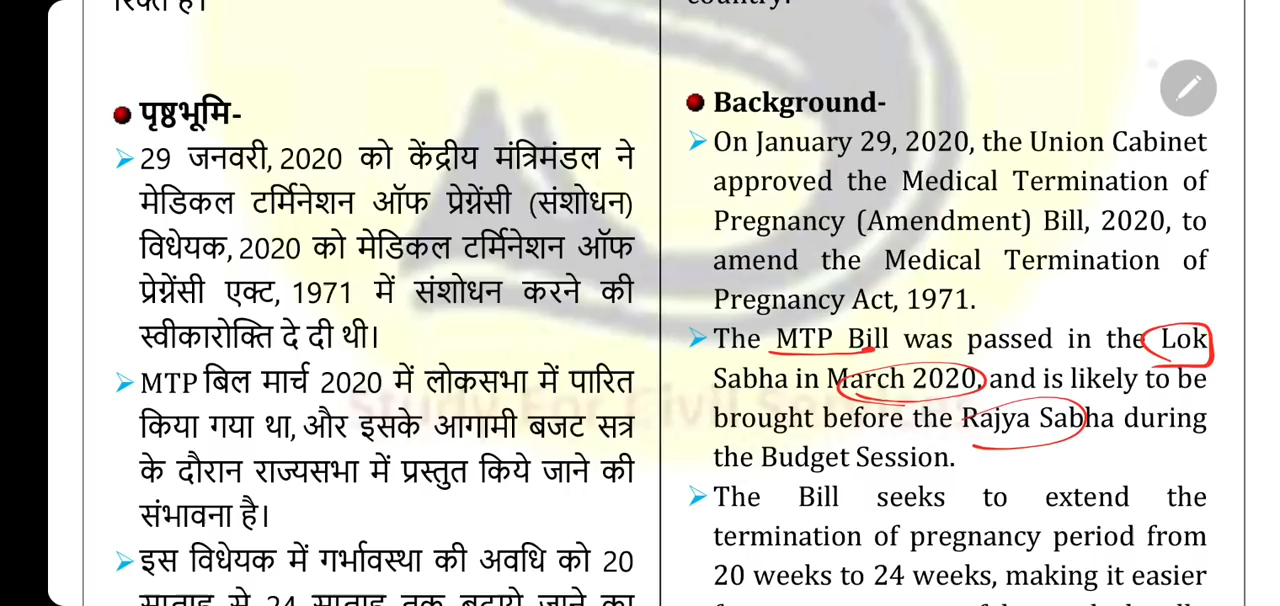 पृष्ठभूमि-
29 जनवरी, 2020 को केंद्रीय मंत्रिमंडल ने
मेडिकल टर्मिनेशन ऑफ प्रेग्नेंसी (संशोधन)
विधेयक, 2020 को मेडिकल टर्मिनेशन ऑफ
प्रेग्नेंसी एक्ट, 1971 में संशोधन करने की
स्वीकारोक्ति दे दी थी।
MTP बिल मार्च 2020 में लोकसभा में पारित
किया गया था, और इसके आगामी बजट सत्र
के दौरान राज्यसभा में प्रस्तुत किये जाने की
संभावना है।
इस विधेयक में गर्भावस्था की अवधि को 20
country.
Background-
On January 29, 2020, the Union Cabinet
approved the Medical Termination of
Pregnancy (Amendment) Bill, 2020, to
amend the Medical Termination of
Pregnancy Act, 1971.
The MTP Bill was passed in the Lok
Sabha in March 2020, and is likely to be
brought before the Rajya Sabha during
the Budget Session.
The Bill seeks to extend the
termination of pregnancy period from
20 weeks to 24 weeks, making it easier